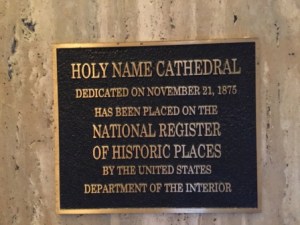 HOLY NAME CATHEDRAL
DEDICATED ON NOVEMBER 21, 1875
HAS BEEN PLACED ON THE
NATIONAL REGISTER
OF HISTORIC PLACES
BY THE UNITED STATES
DEPARTMENT OF THE INTERIOR